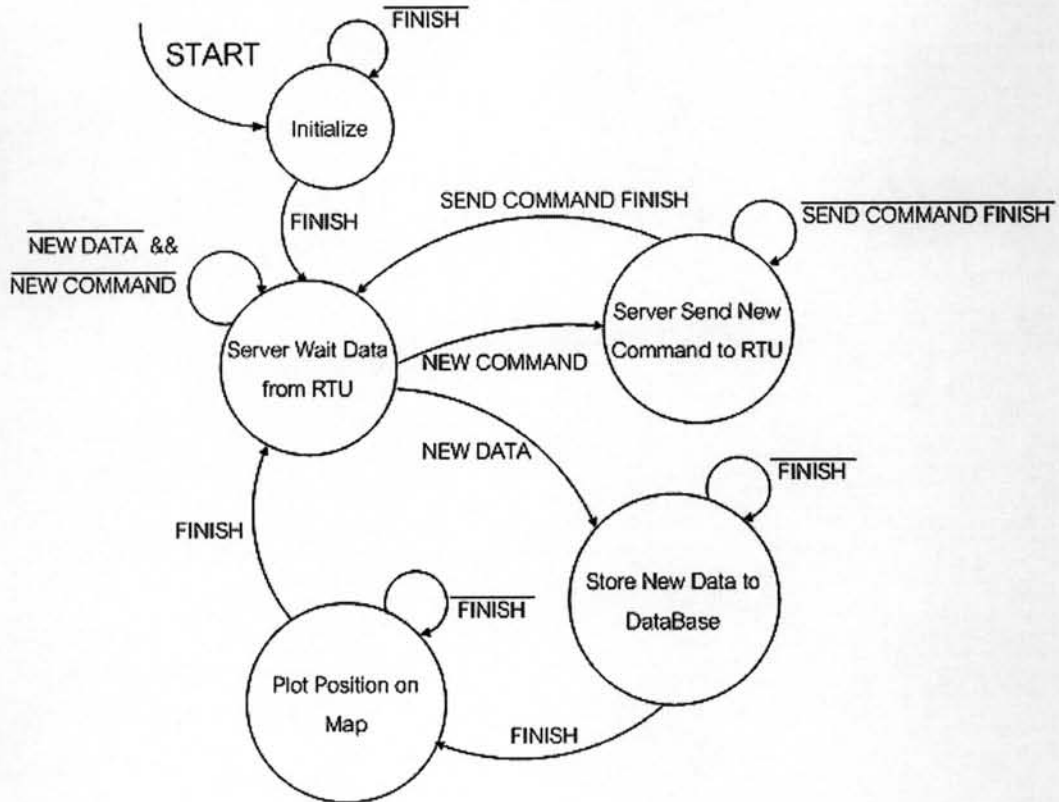 FINISH
START
Initialize
FINISH
SEND COMMAND FINISH
SEND COMMAND FINISH
NEW DATA &&
NEW COMMAND
Server Wait Data
from RTU
NEW COMMAND
Server Send New
Command to RTU
NEW DATA
FINISH
FINISH
Store New Data to
DataBase
FINISH
Plot Position on
Map
FINISH